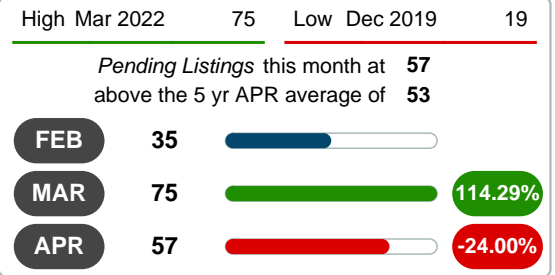 High Mar 2022 75 Low Dec 2019 19
Pending Listings this month at 57
above the 5 yr APR average of 53
FEB 35
MAR 75 114.29%
APR 57 -24.00%